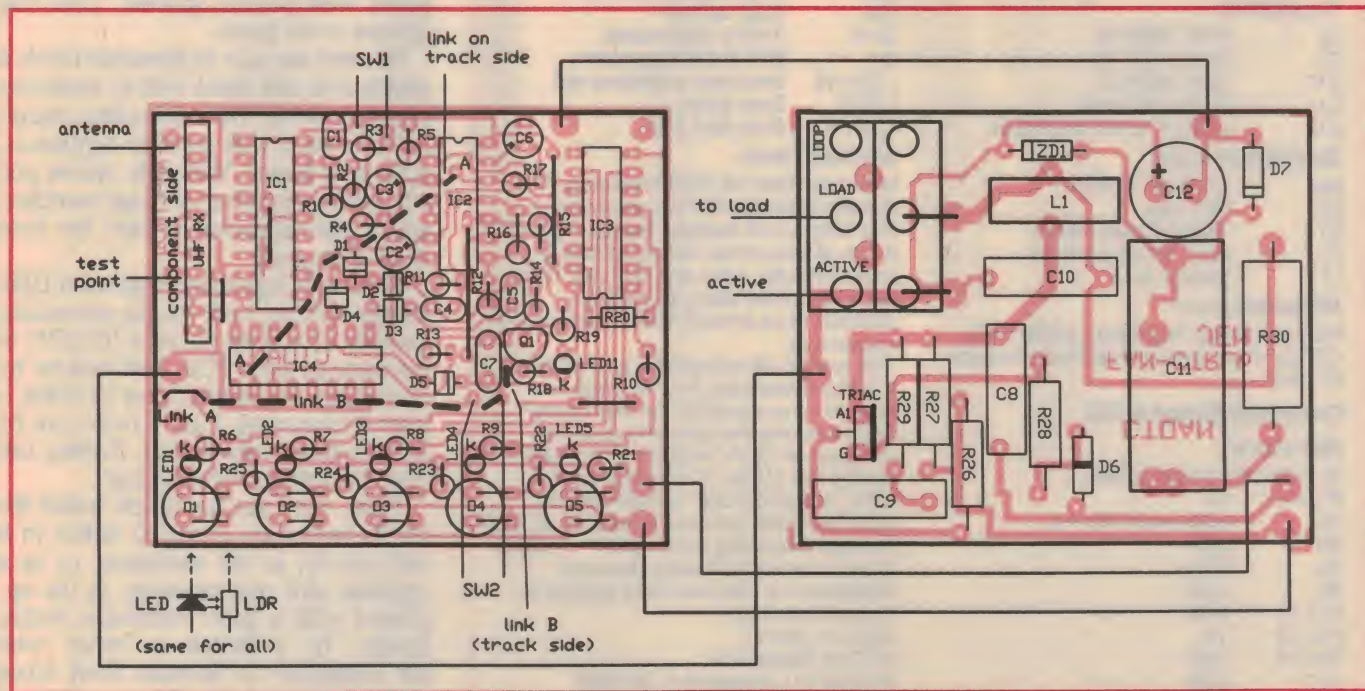 link on
track side
SW1
antenna
component side
UHF RX
test
point
C1
R3
R5
C6
R17
IC1
R2
R1
C3
A
IC2
R4
R16
R15
IC3
C2
D1
R11
R12
C5
R14
D2
D4
D3
C4
R20
R13
R19
Q1
A
IC4
C7
LED11
k
R10
D5
R18
Link A
link B
LED1
k
R6
LED2
k
R7
LED3
k
R8
LED4
k
R9
R22
LED5
k
R21
R25
R24
R23
D1
D2
D3
D4
D5
LED
LDR
(same for all)
SW2
link B
(track side)
LOOP
LOAD
to load
ACTIVE
active
ZD1
D7
L1
C12
C10
R30
C11
JEM
FAN-CTRL
TRIAC
A1
G
R29
R27
C8
R28
R26
D6
C9